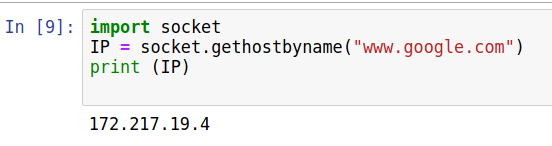 In [9]: import socket
IP = socket.gethostbyname("www.google.com")
print (IP)
172.217.19.4